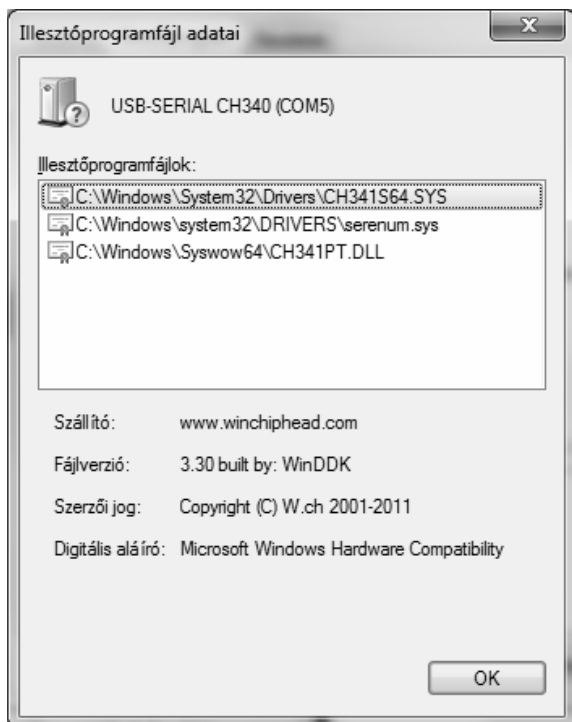 Illesztőprogramfájl adatai
USB-SERIAL CH340 (COM5)
Illesztőprogramfájlok:
C:\Windows\System32\Drivers\CH341S64.SYS
C:\Windows\system32\DRIVERS\serenum.sys
C:\Windows\Syswow64\CH341PT.DLL
Szállító: www.winchiphead.com
Fájlverzió: 3.30 built by: WinDDK
Szerzői jog: Copyright (C) W.ch 2001-2011
Digitális aláíró: Microsoft Windows Hardware Compatibility
OK